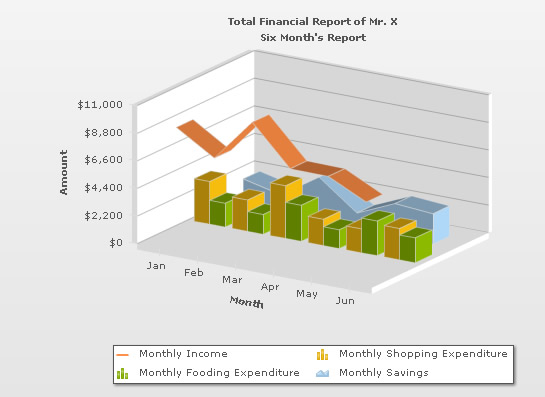 Total Financial Report of Mr. X
Six Month's Report
$11,000
$8,800
$6,600
$4,400
$2,200
$0
Amount
Jan
Feb
Mar
Apr
May
Jun
Month
Monthly Income
Monthly Shopping Expenditure
Monthly Fooding Expenditure
Monthly Savings